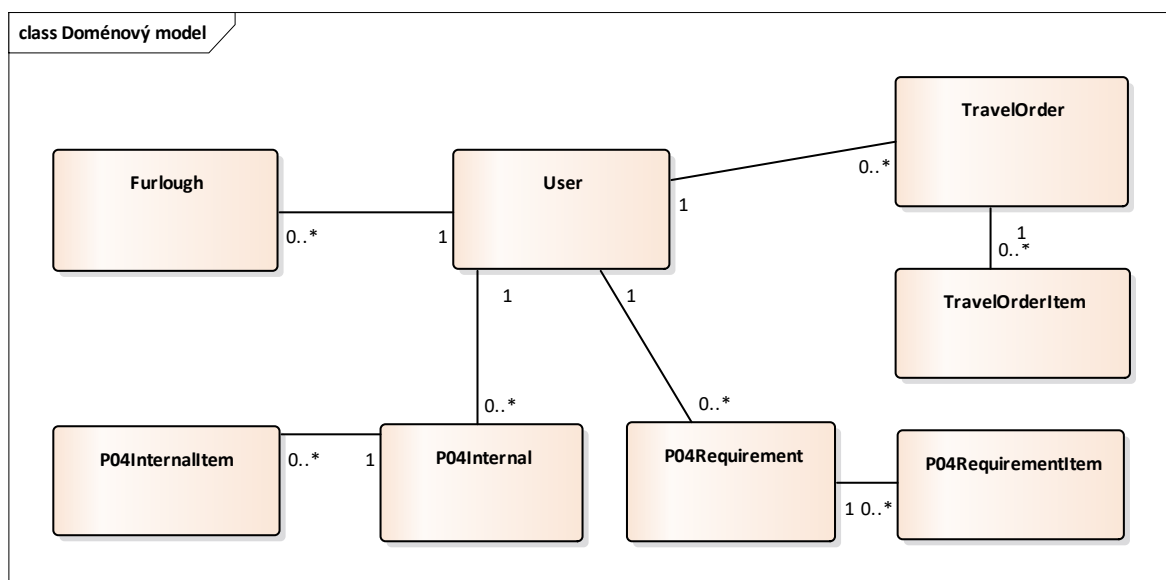 class Doménový model
TravelOrder
0..*
1
0..*
TravelOrderItem
User
1
1
1
1
Furlough
0..*
0..*
0..*
P04InternalItem
0..*
1
P04Internal
P04Requirement
1 0..*
P04RequirementItem